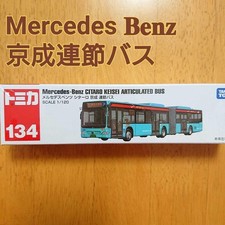 Mercedes Benz
京成連節バス
トミカ
134
Mercedes-Benz CITARO KEISEI ARTICULATED BUS
メルセデスベンツ シターロ 京成 連節バス
SCALE 1/120
TAKARA
TOMY